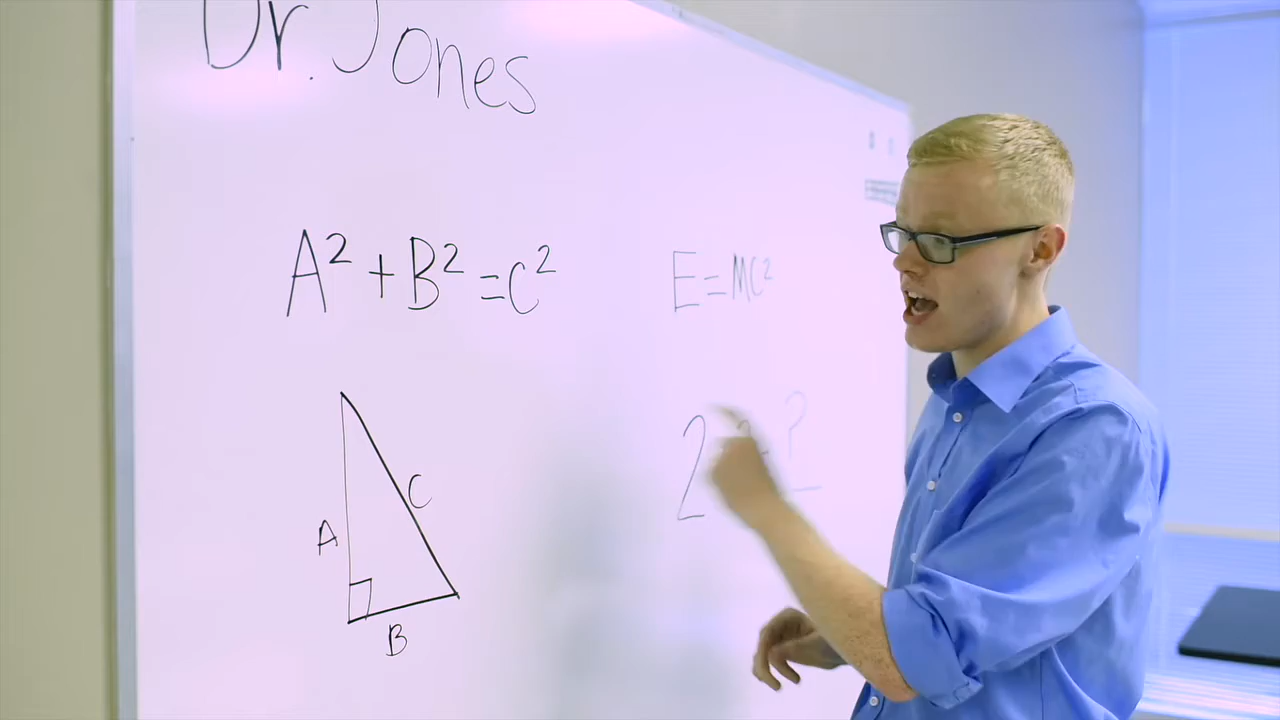 Dr. Jones
A² + B² = C²
E = MC²
A
C
B